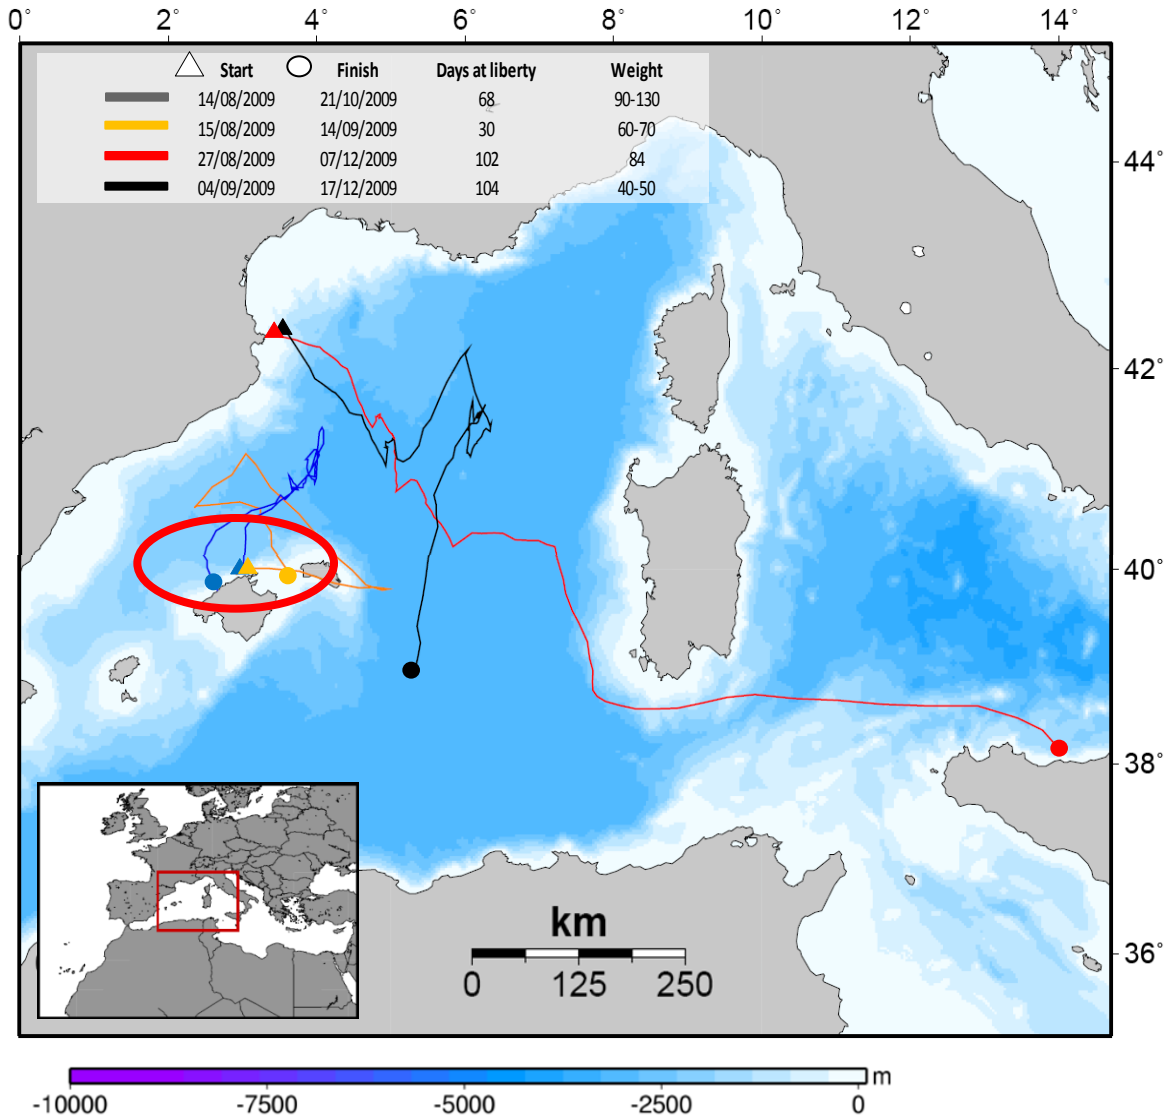 0° 2° 4° 6° 8° 10° 12° 14°
Start Finish Days at liberty Weight
14/08/2009 21/10/2009 68 90-130
15/08/2009 14/09/2009 30 60-70
27/08/2009 07/12/2009 102 84
04/09/2009 17/12/2009 104 40-50
44°
42°
40°
38°
36°
km
0 125 250
m
-10000 -7500 -5000 -2500 0